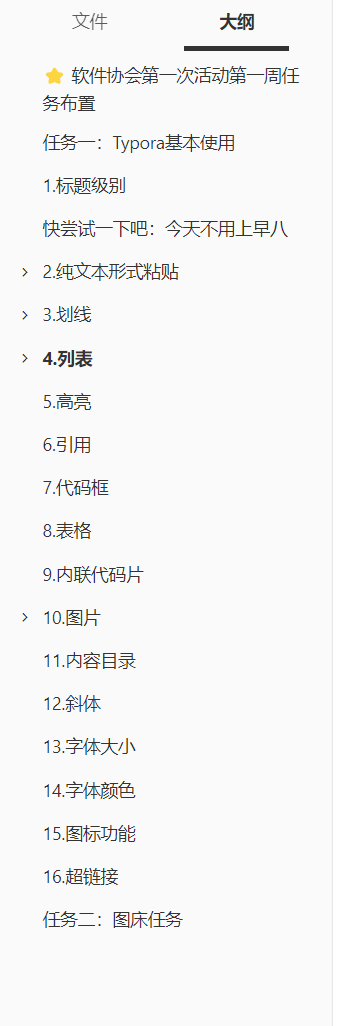 文件 大纲
⭐ 软件协会第一次活动第一周任
务布置
任务一：Typora基本使用
1.标题级别
快尝试一下吧：今天不用上早八
2.纯文本形式粘贴
3.划线
4.列表
5.高亮
6.引用
7.代码框
8.表格
9.内联代码片
10.图片
11.内容目录
12.斜体
13.字体大小
14.字体颜色
15.图标功能
16.超链接
任务二：图床任务